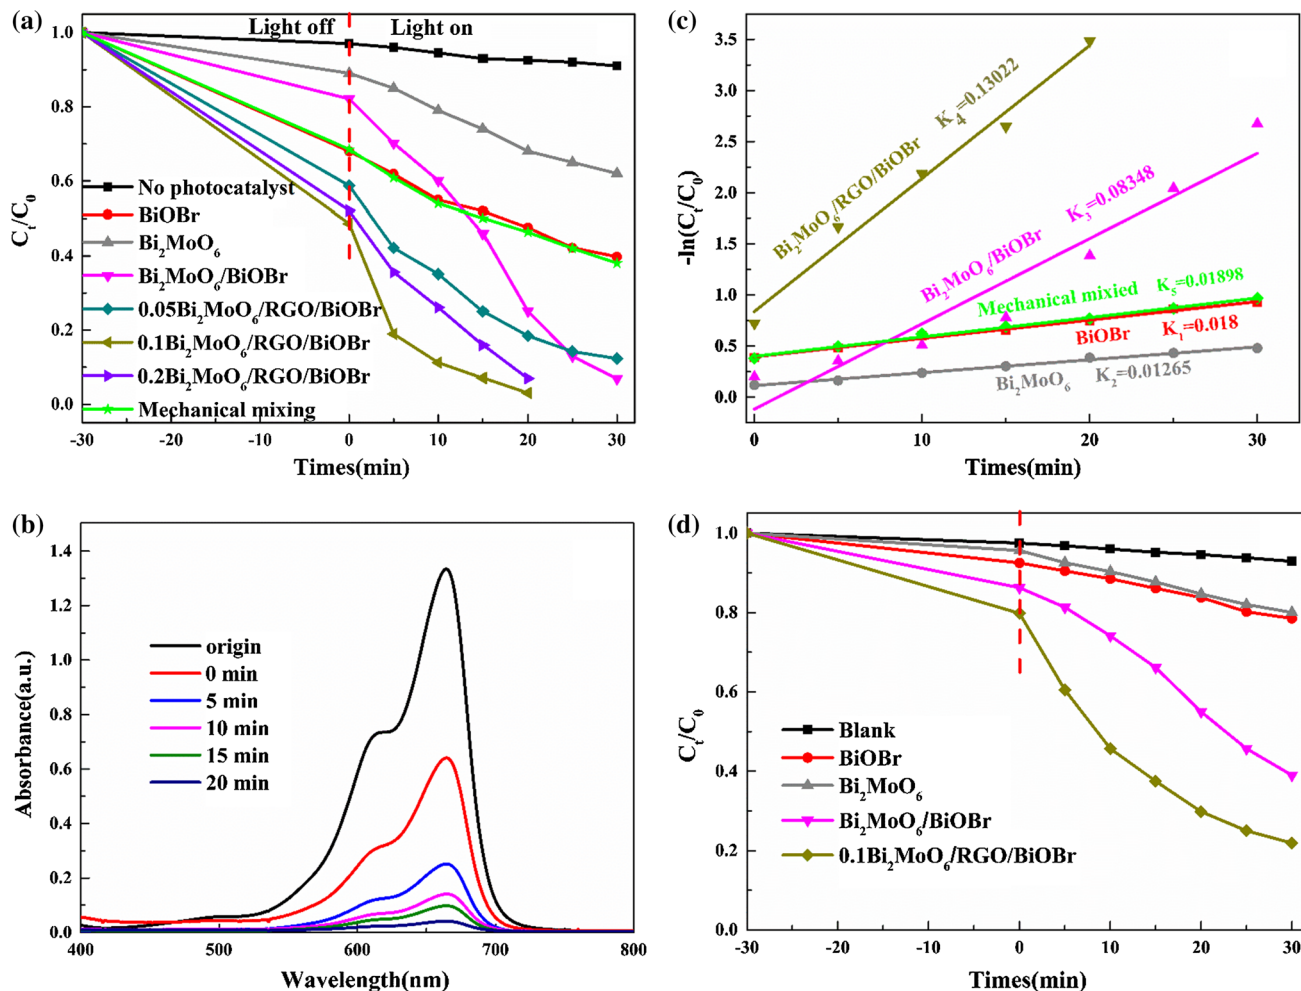 (a)
Light off
Light on
1.0
0.8
0.6
0.4
0.2
0.0
C_t/C_0
No photocatalyst
BiOBr
Bi₂MoO₆
Bi₂MoO₆/BiOBr
0.05Bi₂MoO₆/RGO/BiOBr
0.1Bi₂MoO₆/RGO/BiOBr
0.2Bi₂MoO₆/RGO/BiOBr
Mechanical mixing
-30 -20 -10 0 10 20 30
Times(min)
(c)
-3.5
3.0
-2.5
2.0
-1.5
1.0
-0.5
0.0
-ln(C_t/C_0)
Bi₂MoO₆/RGO/BiOBr K₄=0.13022
Bi₂MoO₆/BiOBr K₃=0.08348
Mechanical mixied K₅=0.01898
BiOBr K₁=0.018
Bi₂MoO₆ K₂=0.01265
0 10 20 30
Times(min)
(b)
1.4
1.2
1.0
0.8
0.6
0.4
0.2
0.0
Absorbance(a.u.)
origin
0 min
5 min
10 min
15 min
20 min
400 500 600 700 800
Wavelength(nm)
(d)
1.0
0.8
0.6
0.4
0.2
0.0
C_t/C_0
Blank
BiOBr
Bi₂MoO₆
Bi₂MoO₆/BiOBr
0.1Bi₂MoO₆/RGO/BiOBr
-30 -20 -10 0 10 20 30
Times(min)